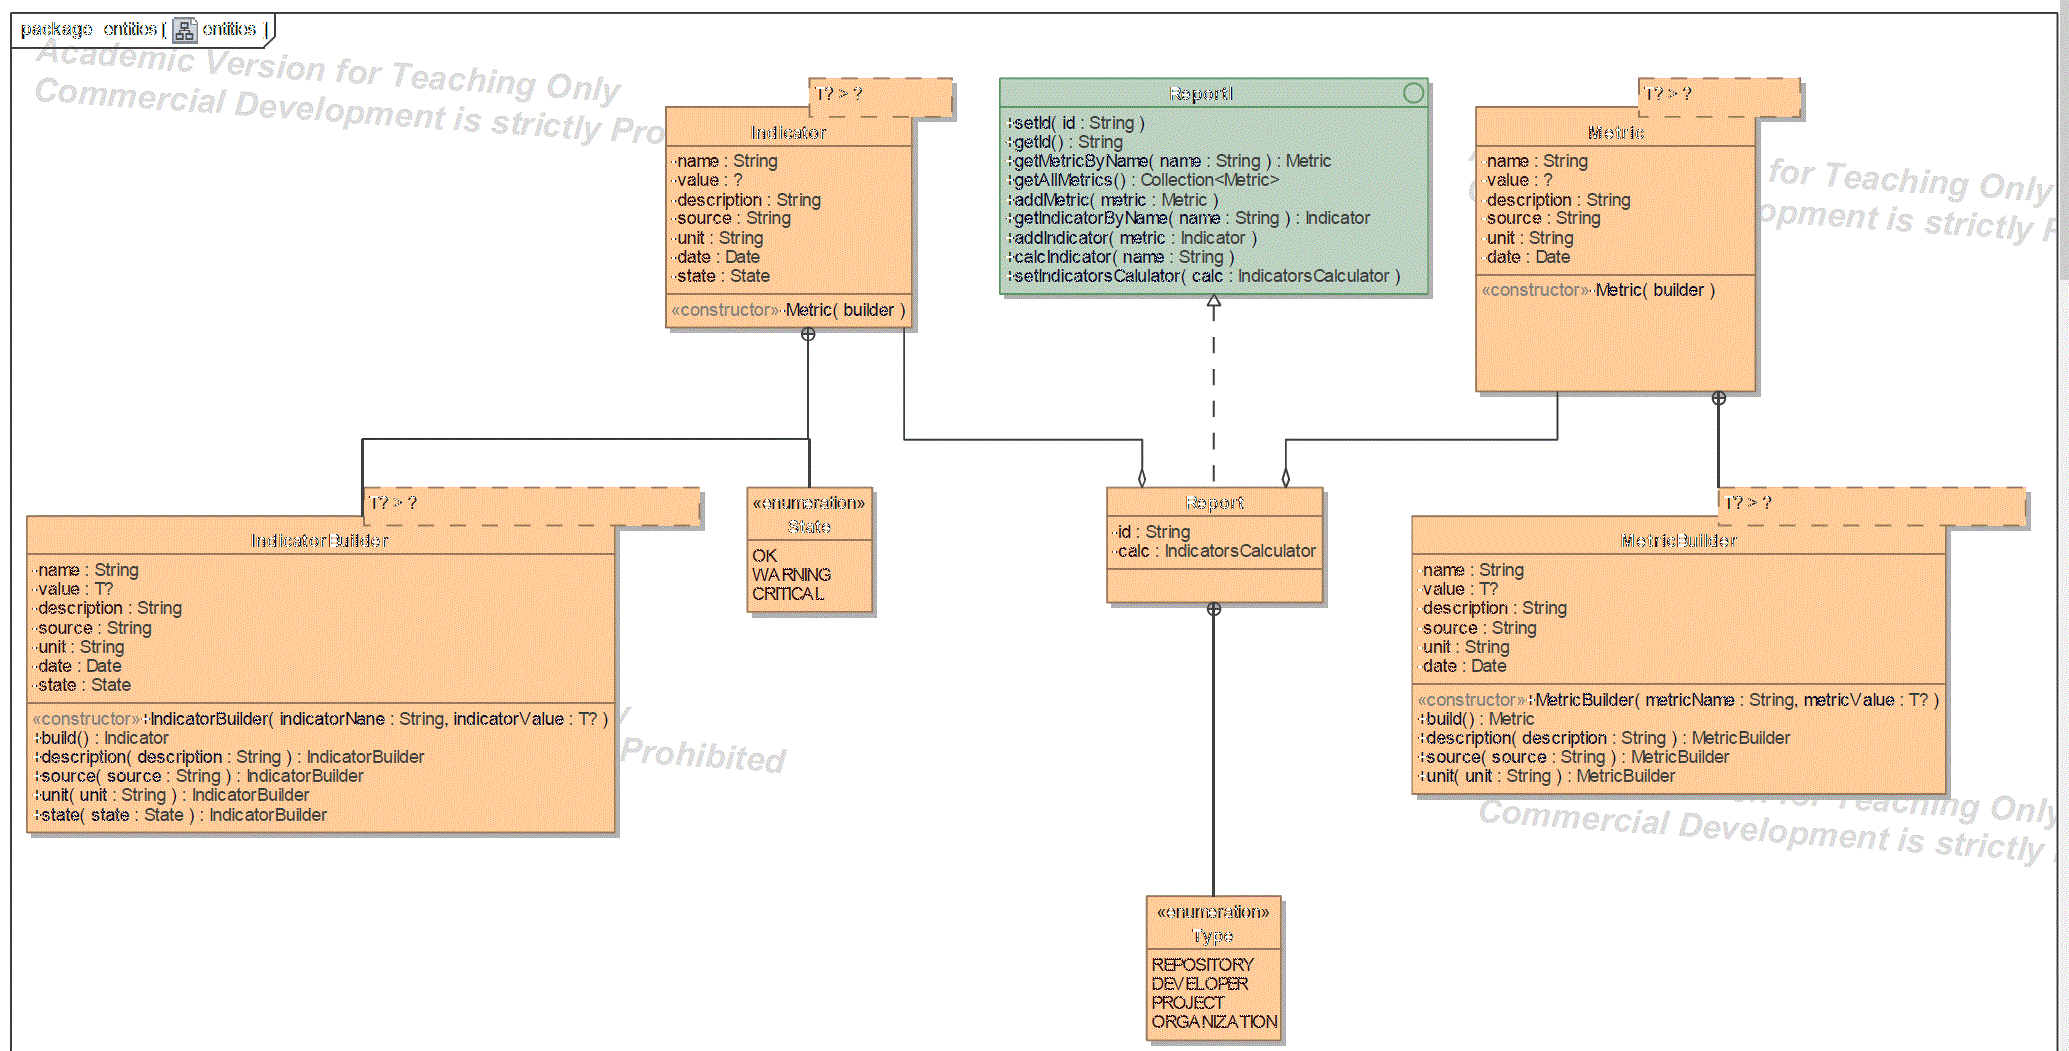 package entities [ entities ]
Academic Version for Teaching Only
Commercial Development is strictly Pro
T? > ?
Indicator
-name : String
-value : ?
-description : String
-source : String
-unit : String
-date : Date
-state : State
«constructor» -Metric( builder )
ReportI
+setId( id : String )
+getId() : String
+getMetricByName( name : String ) : Metric
+getAllMetrics() : Collection<Metric>
+addMetric( metric : Metric )
+getIndicatorByName( name : String ) : Indicator
+addIndicator( metric : Indicator )
+calcIndicator( name : String )
+setIndicatorsCalulator( calc : IndicatorsCalculator )
T? > ?
Metric
-name : String
-value : ?
-description : String
-source : String
-unit : String
-date : Date
«constructor» -Metric( builder )
for Teaching Only
opment is strictly P
T? > ?
IndicatorBuilder
-name : String
-value : T?
-description : String
-source : String
-unit : String
-date : Date
-state : State
«constructor» +IndicatorBuilder( indicatorNane : String, indicatorValue : T? )
+build() : Indicator
+description( description : String ) : IndicatorBuilder
+source( source : String ) : IndicatorBuilder
+unit( unit : String ) : IndicatorBuilder
+state( state : State ) : IndicatorBuilder
y
Prohibited
«enumeration»
State
OK
WARNING
CRITICAL
Report
-id : String
-calc : IndicatorsCalculator
T? > ?
MetricBuilder
-name : String
-value : T?
-description : String
-source : String
-unit : String
-date : Date
«constructor» +MetricBuilder( metricName : String, metricValue : T? )
+build() : Metric
+description( description : String ) : MetricBuilder
+source( source : String ) : MetricBuilder
+unit( unit : String ) : MetricBuilder
for Teaching Only
Commercial Development is strictly
«enumeration»
Type
REPOSITORY
DEVELOPER
PROJECT
ORGANIZATION